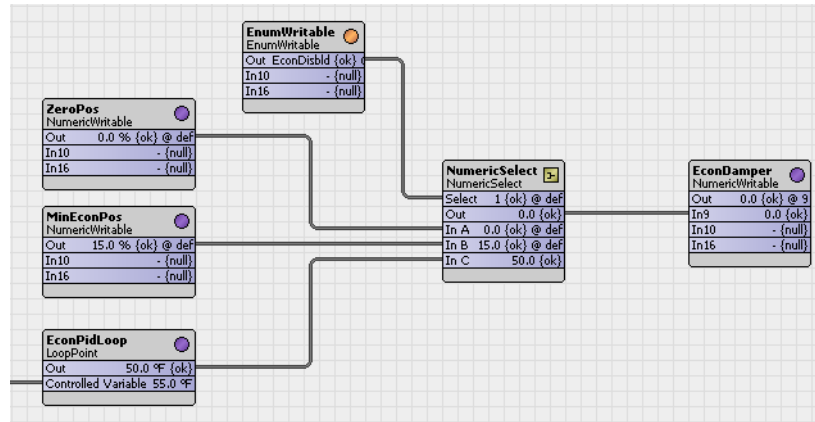 EnumWritable
EnumWritable
Out EconDisbld {ok}
In10 - {null}
In16 - {null}
ZeroPos
NumericWritable
Out 0.0 % {ok} @ def
In10 - {null}
In16 - {null}
MinEconPos
NumericWritable
Out 15.0 % {ok} @ def
In10 - {null}
In16 - {null}
EconPidLoop
LoopPoint
Out 50.0 ºF {ok}
Controlled Variable 55.0 ºF
NumericSelect
NumericSelect
Select 1 {ok} @ def
Out 0.0 {ok}
In A 0.0 {ok} @ def
In B 15.0 {ok} @ def
In C 50.0 {ok}
EconDamper
NumericWritable
Out 0.0 {ok} @ 9
In9 0.0 {ok}
In10 - {null}
In16 - {null}